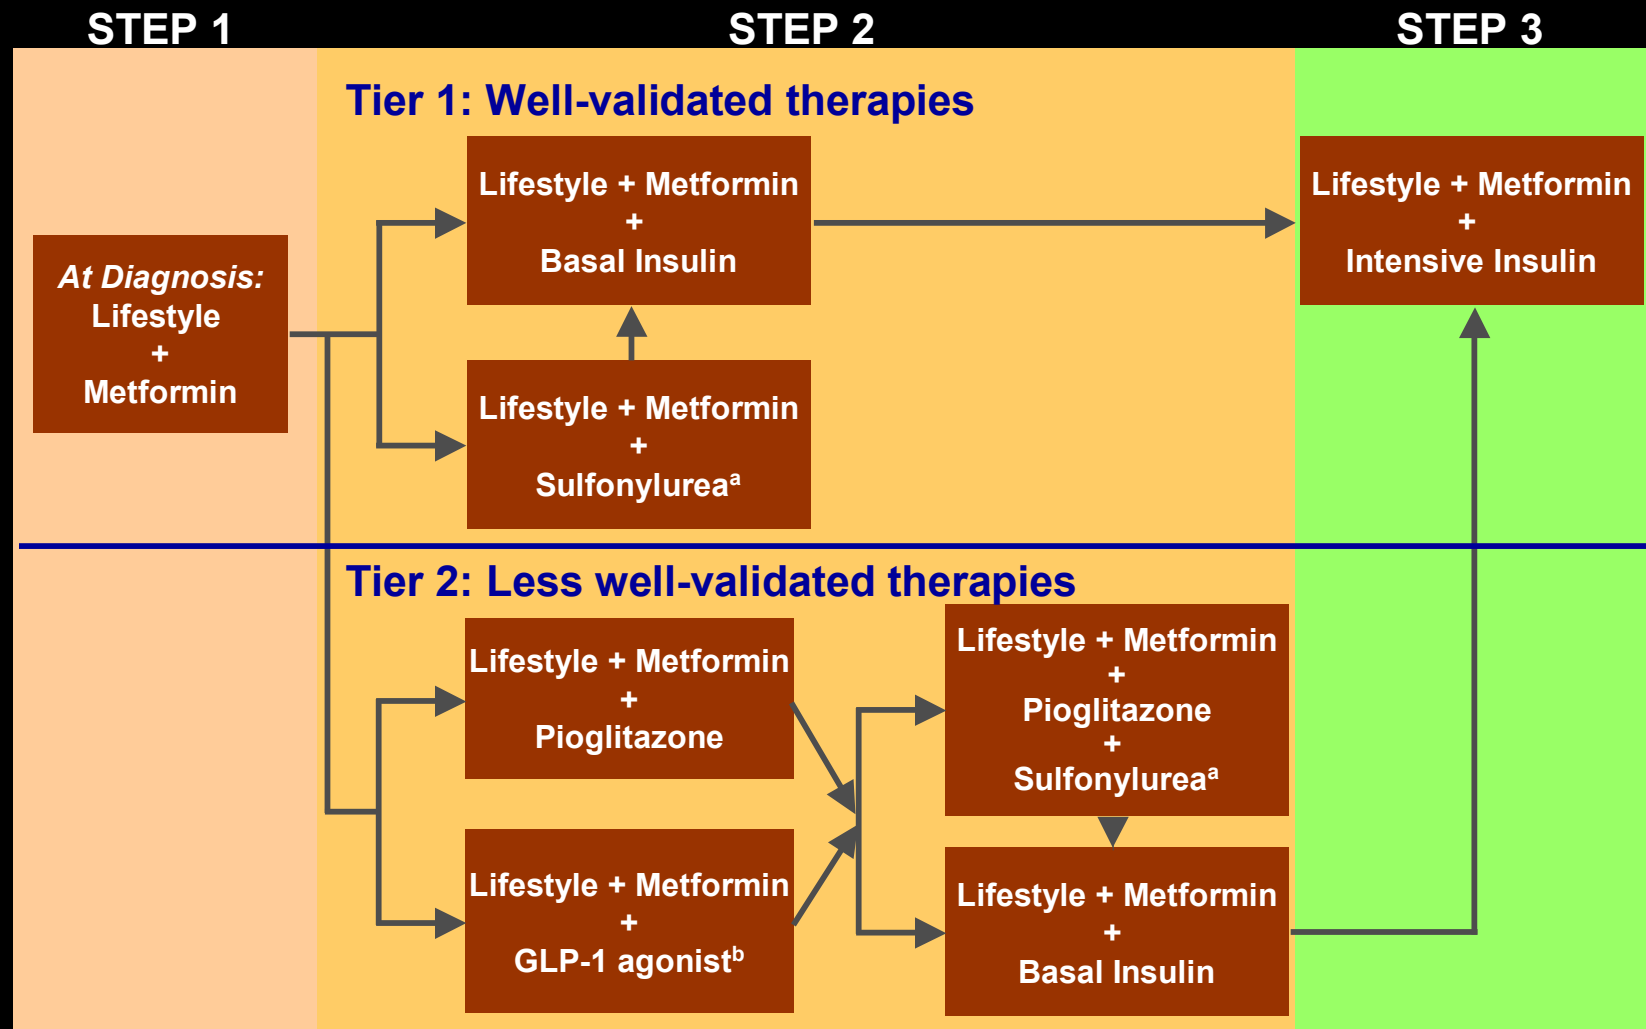 STEP 1
STEP 2
STEP 3
Tier 1: Well-validated therapies
At Diagnosis:
Lifestyle
+
Metformin
Lifestyle + Metformin
+
Basal Insulin
Lifestyle + Metformin
+
Sulfonylureaᵃ
Lifestyle + Metformin
+
Intensive Insulin
Tier 2: Less well-validated therapies
Lifestyle + Metformin
+
Pioglitazone
Lifestyle + Metformin
+
GLP-1 agonistᵇ
Lifestyle + Metformin
+
Pioglitazone
+
Sulfonylureaᵃ
Lifestyle + Metformin
+
Basal Insulin